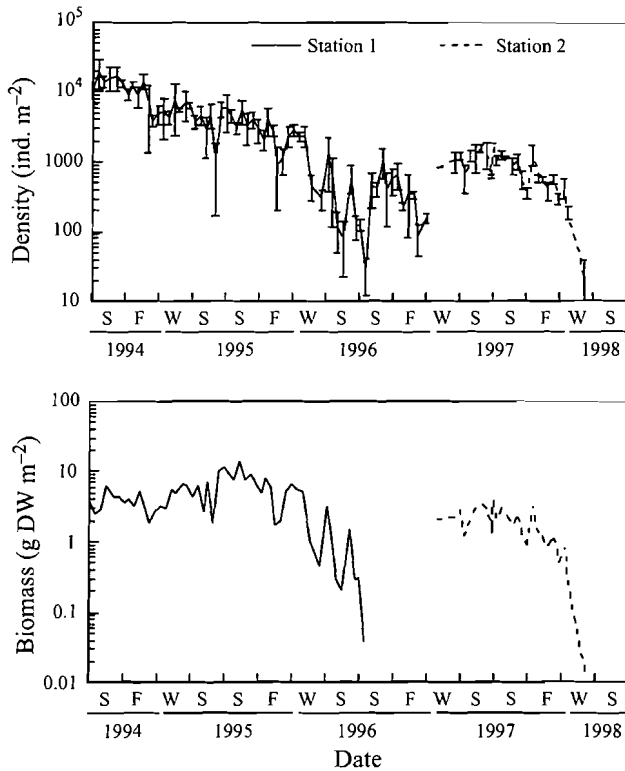 10⁵
10⁴
1000
100
10
Density (ind. m⁻²)
Station 1
Station 2
S F W S S F W S S F W S S F W S
1994 1995 1996 1997 1998
100
10
1
0.1
0.01
Biomass (g DW m⁻²)
S F W S S F W S S F W S S F W S
1994 1995 1996 1997 1998
Date